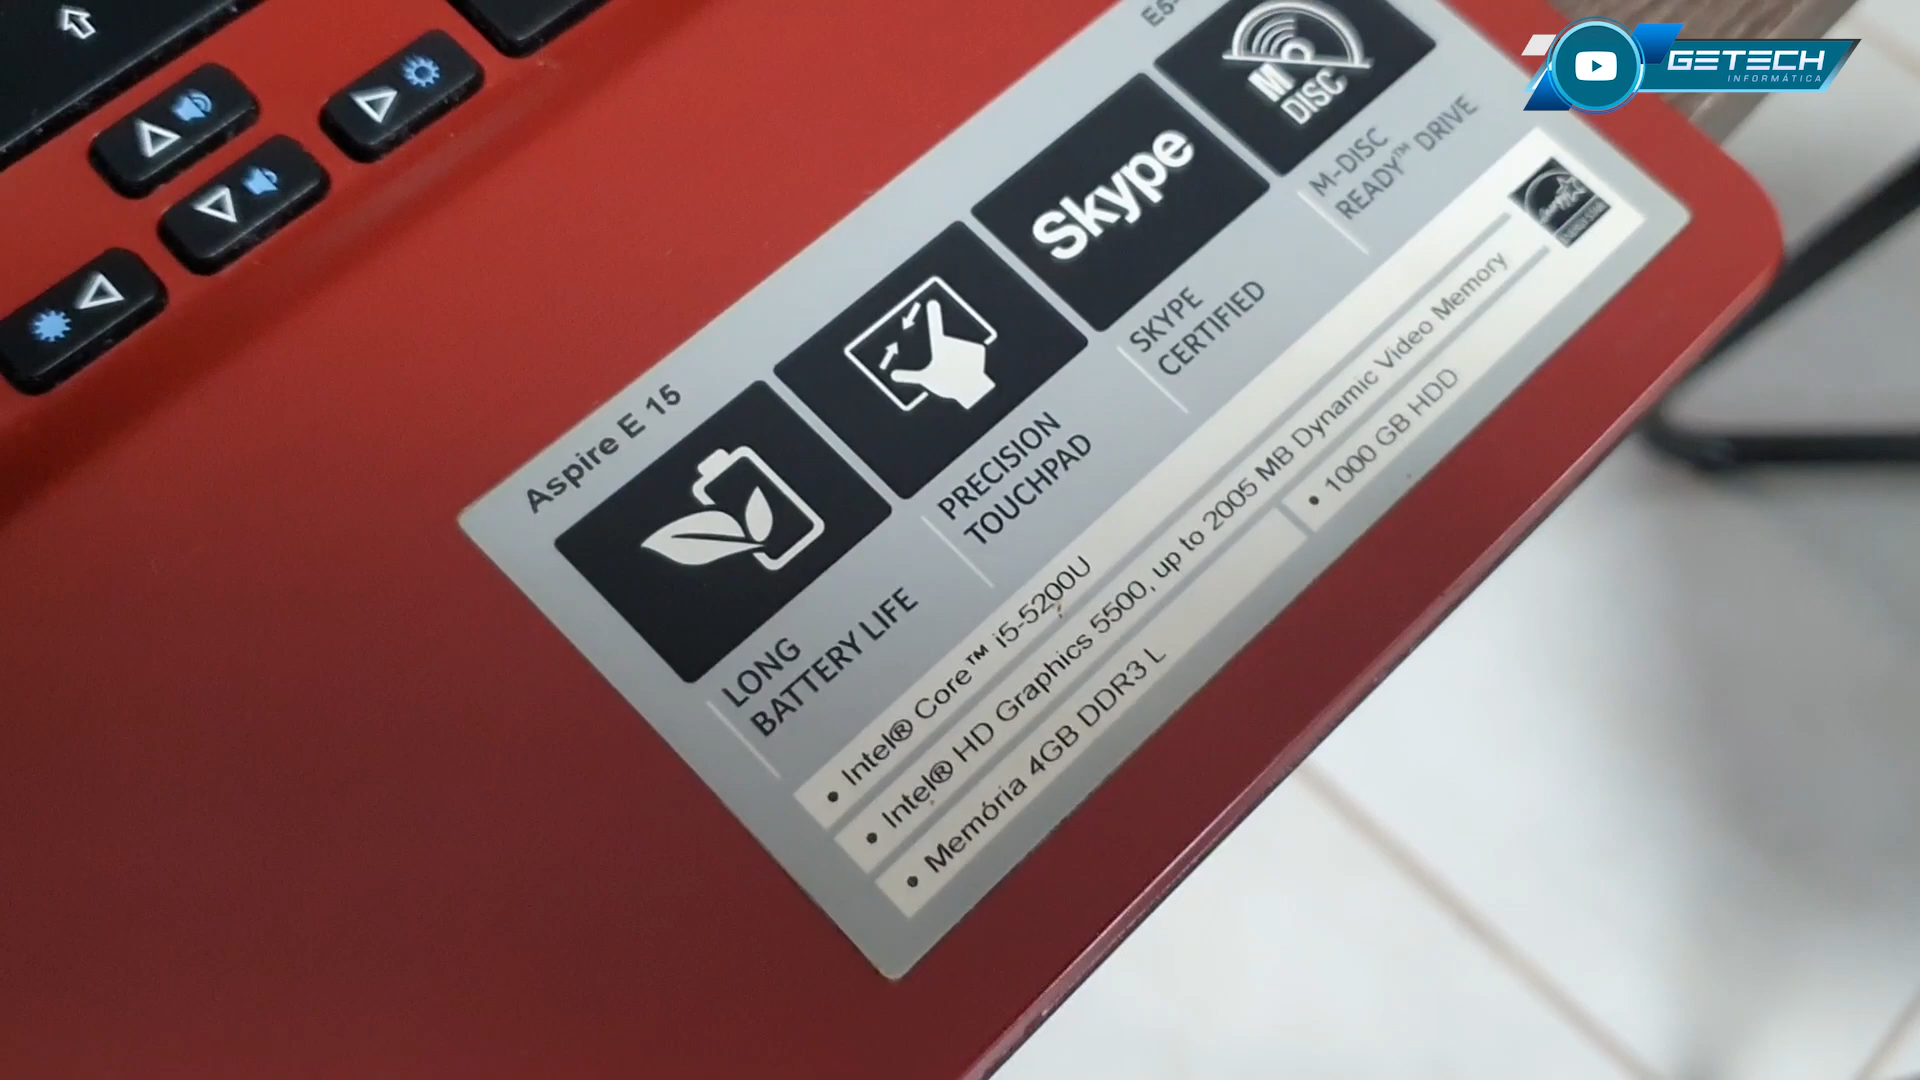 GETECH
INFORMÁTICA
Aspire E 15
E5-
LONG
BATTERY LIFE
PRECISION
TOUCHPAD
Skype
SKYPE
CERTIFIED
M
DISC
M-DISC
READY™ DRIVE
• Intel® Core™ i5-5200U
• Intel® HD Graphics 5500, up to 2005 MB Dynamic Video Memory
• Memória 4GB DDR3 L
• 1000 GB HDD